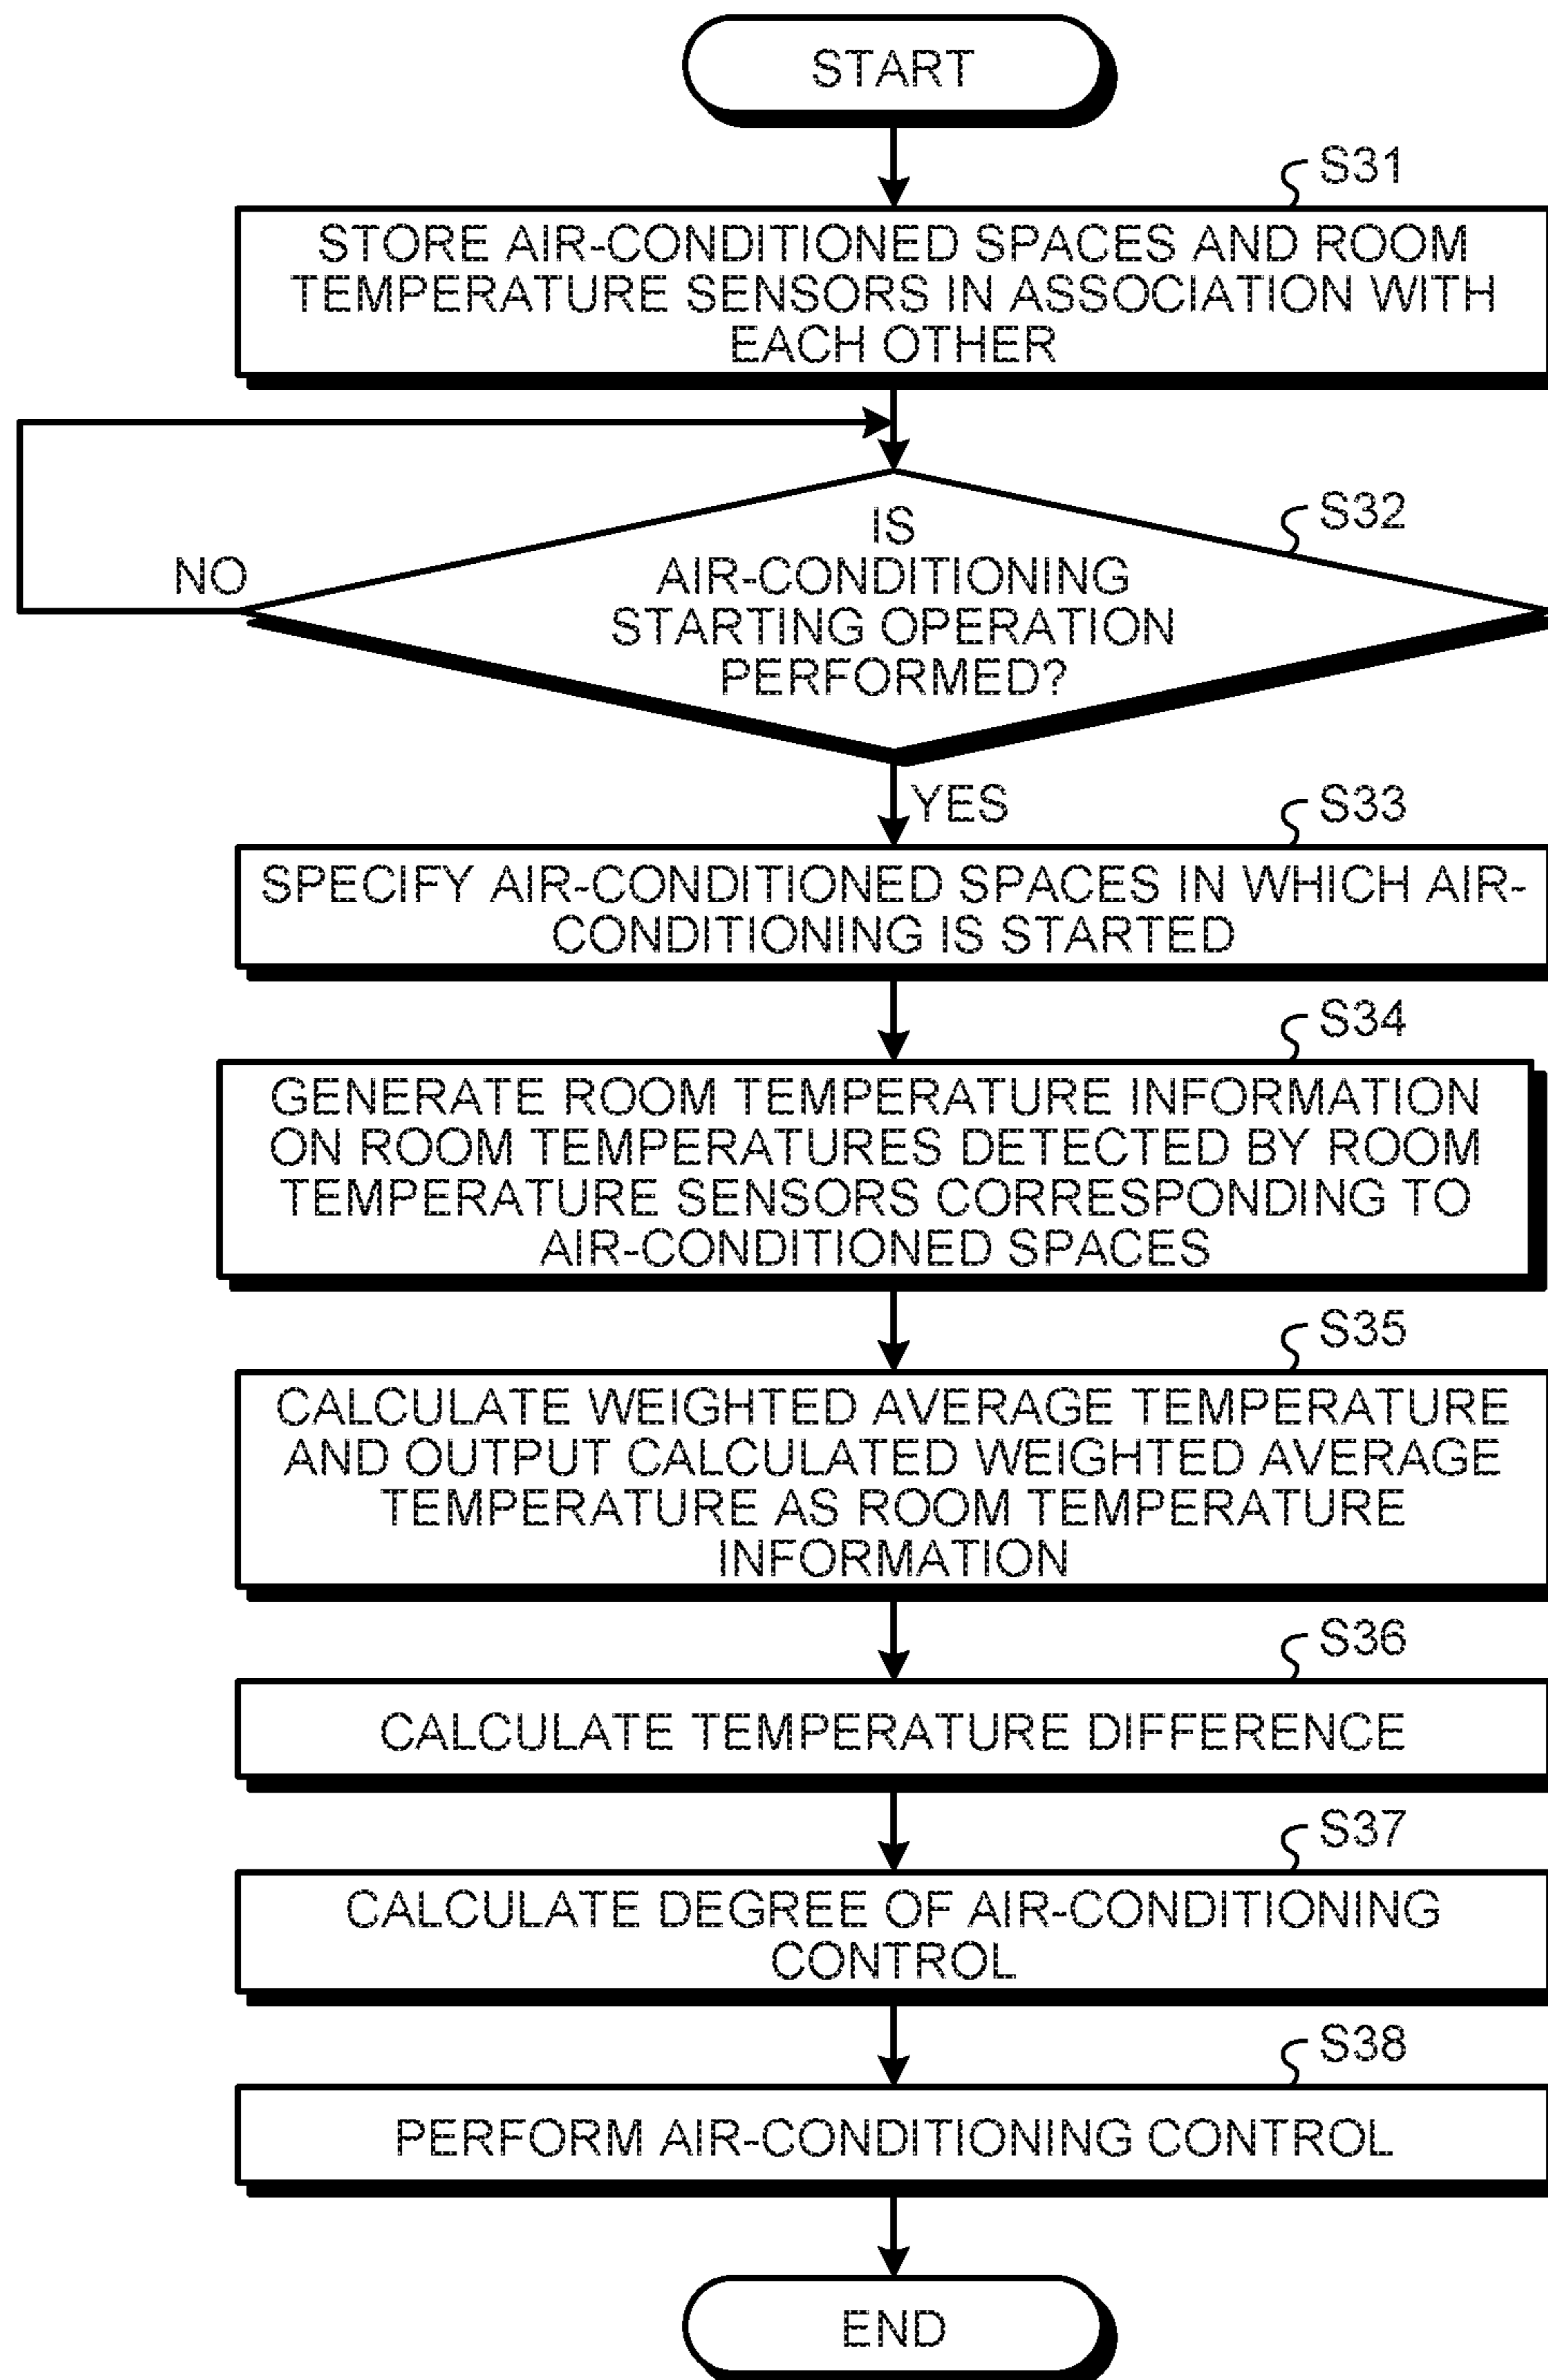 START
S31
STORE AIR-CONDITIONED SPACES AND ROOM
TEMPERATURE SENSORS IN ASSOCIATION WITH
EACH OTHER
S32
IS
AIR-CONDITIONING
STARTING OPERATION
PERFORMED?
NO
YES
S33
SPECIFY AIR-CONDITIONED SPACES IN WHICH AIR-
CONDITIONING IS STARTED
S34
GENERATE ROOM TEMPERATURE INFORMATION
ON ROOM TEMPERATURES DETECTED BY ROOM
TEMPERATURE SENSORS CORRESPONDING TO
AIR-CONDITIONED SPACES
S35
CALCULATE WEIGHTED AVERAGE TEMPERATURE
AND OUTPUT CALCULATED WEIGHTED AVERAGE
TEMPERATURE AS ROOM TEMPERATURE
INFORMATION
S36
CALCULATE TEMPERATURE DIFFERENCE
S37
CALCULATE DEGREE OF AIR-CONDITIONING
CONTROL
S38
PERFORM AIR-CONDITIONING CONTROL
END